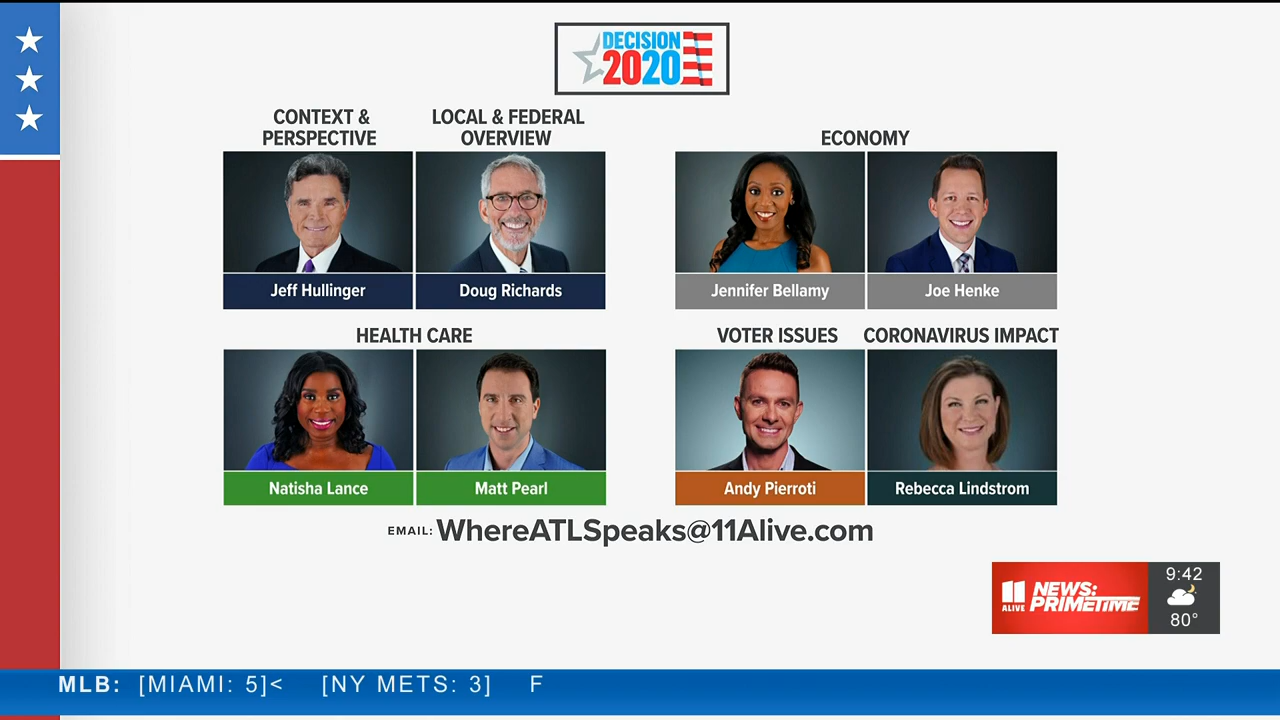 DECISION
2020
CONTEXT &
PERSPECTIVE
LOCAL & FEDERAL
OVERVIEW
ECONOMY
Jeff Hullinger
Doug Richards
Jennifer Bellamy
Joe Henke
HEALTH CARE
VOTER ISSUES
CORONAVIRUS IMPACT
Natisha Lance
Matt Pearl
Andy Pierroti
Rebecca Lindstrom
EMAIL: WhereATLSpeaks@11Alive.com
11 ALIVE
NEWS:
PRIMETIME
9:42
80°
MLB: [MIAMI: 5]< [NY METS: 3] F